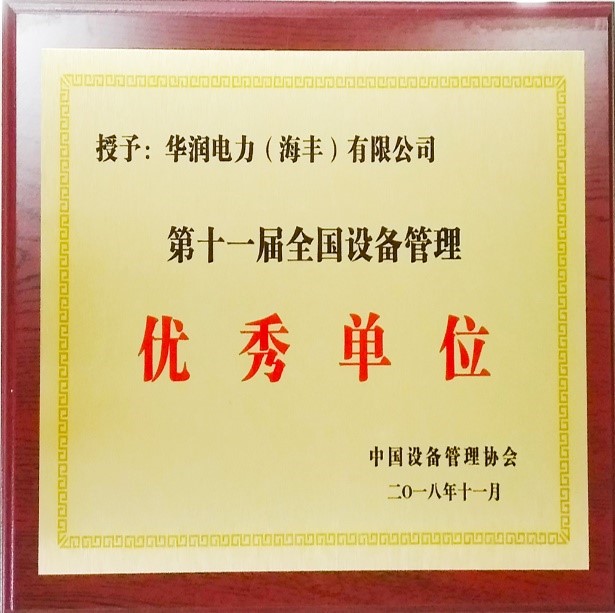 授予：华润电力（海丰）有限公司
第十一届全国设备管理
优秀单位
中国设备管理协会
二〇一八年十一月